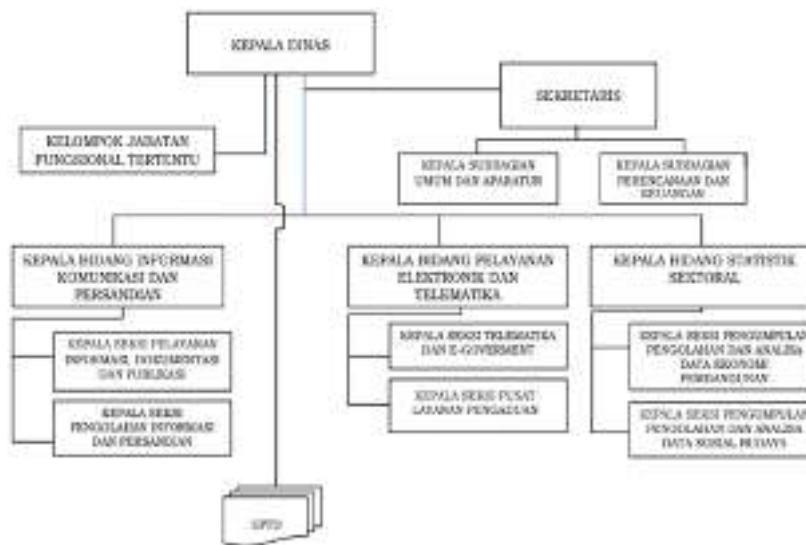 KEPALA DINAS
SEKRETARIS
KELOMPOK JABATAN
FUNGSIONAL TERTENTU
KEPALA SUBBAGIAN
UMUM DAN APARATUR
KEPALA SUBBAGIAN
PERENCANAAN DAN
KEUANGAN
KEPALA BIDANG INFORMASI
KOMUNIKASI DAN
PERSANDIAN
KEPALA BIDANG PELAYANAN
ELEKTRONIK DAN
TELEMATIKA
KEPALA BIDANG STATISTIK
SEKTORAL
KEPALA SEKSI PELAYANAN
INFORMASI, DOKUMENTASI
DAN PUBLIKASI
KEPALA SEKSI TELEMATIKA
DAN E-GOVERMENT
KEPALA SEKSI PENGUMPULAN
PENGOLAHAN DAN ANALISA
DATA EKONOMI
PEMBANGUNAN
KEPALA SEKSI
PENGOLAHAN INFORMASI
DAN PERSANDIAN
KEPALA SEKSI PUSAT
LAYANAN PENGADUAN
KEPALA SEKSI PENGUMPULAN
PENGOLAHAN DAN ANALISA
DATA SOSIAL BUDAYA
UPTD